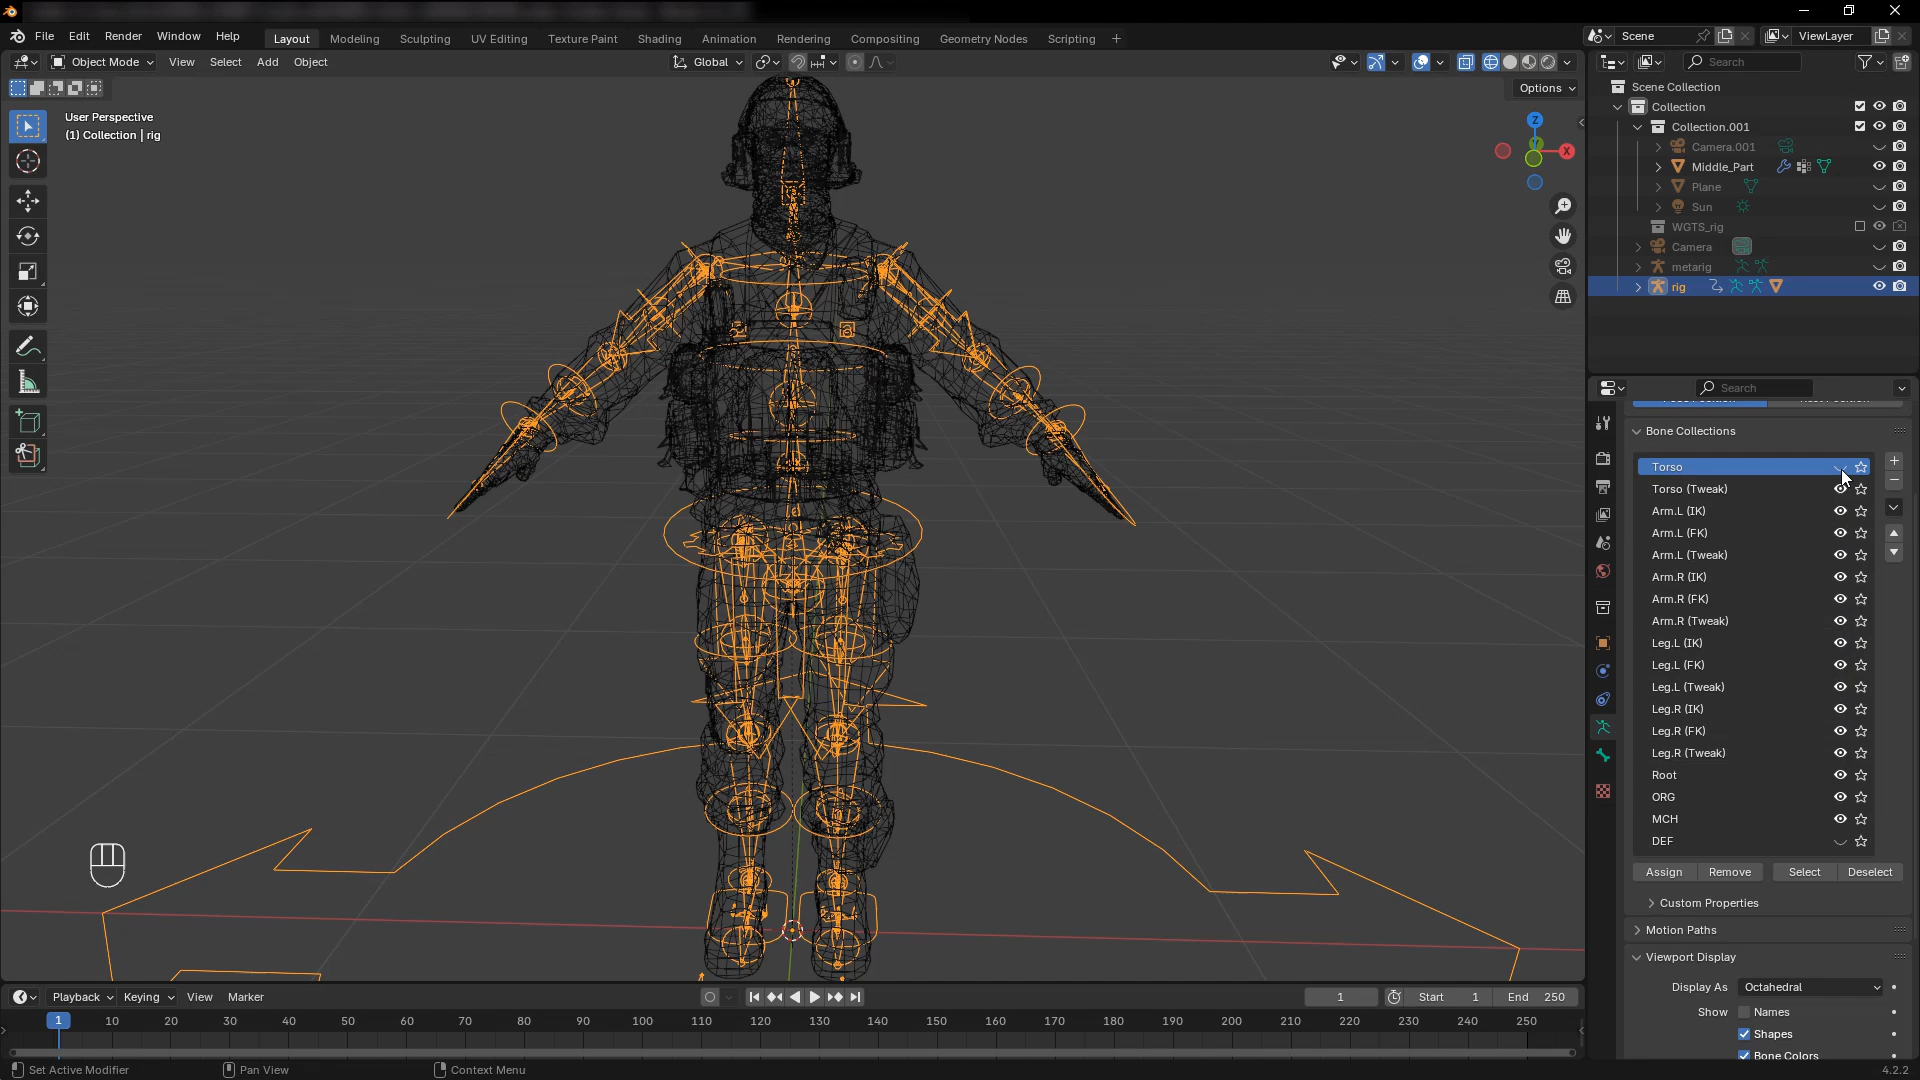 File Edit Render Window Help Layout Modeling Sculpting UV Editing Texture Paint Shading Animation Rendering Compositing Geometry Nodes Scripting Scene ViewLayer
Object Mode View Select Add Object Global Search
Options
User Perspective
(1) Collection | rig
Z
X
Scene Collection
Collection
Collection.001
Camera.001
Middle_Part
Plane
Sun
WGTS_rig
Camera
metarig
rig
Search
Bone Collections
Torso
Torso (Tweak)
Arm.L (IK)
Arm.L (FK)
Arm.L (Tweak)
Arm.R (IK)
Arm.R (FK)
Arm.R (Tweak)
Leg.L (IK)
Leg.L (FK)
Leg.L (Tweak)
Leg.R (IK)
Leg.R (FK)
Leg.R (Tweak)
Root
ORG
MCH
DEF
Assign Remove Select Deselect
Custom Properties
Motion Paths
Viewport Display
Display As Octahedral
Show Names
Shapes
Bone Colors
Playback Keying View Marker 1 Start 1 End 250
1 10 20 30 40 50 60 70 80 90 100 110 120 130 140 150 160 170 180 190 200 210 220 230 240 250
Set Active Modifier Pan View Context Menu 4.2.2